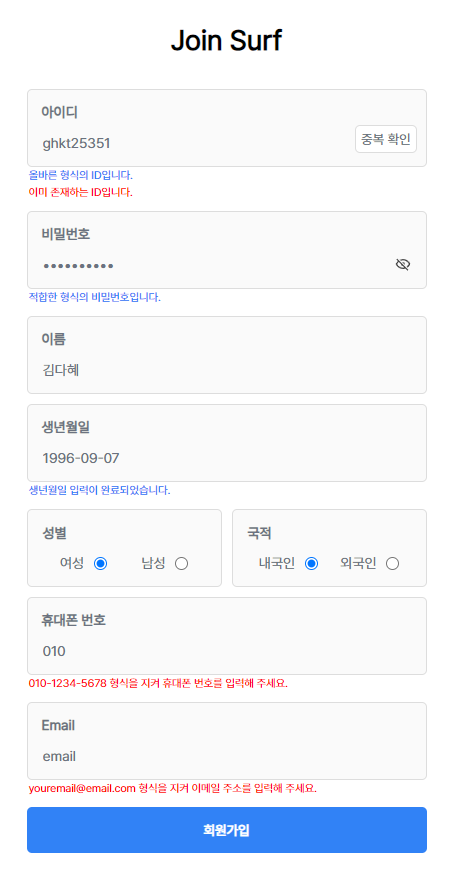 Join Surf
아이디
ghkt25351
중복 확인
올바른 형식의 ID입니다.
이미 존재하는 ID입니다.
비밀번호
••••••••••
적합한 형식의 비밀번호입니다.
이름
김다혜
생년월일
1996-09-07
생년월일 입력이 완료되었습니다.
성별
여성 남성
국적
내국인 외국인
휴대폰 번호
010
010-1234-5678 형식을 지켜 휴대폰 번호를 입력해 주세요.
Email
email
youremail@email.com 형식을 지켜 이메일 주소를 입력해 주세요.
회원가입